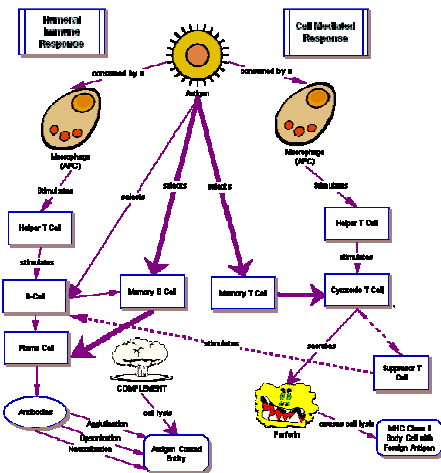 Humoral
Immune
Response
Cell Mediated
Response
consumed by a
consumed by a
Antigen
Macrophage
(APC)
Macrophage
(APC)
Stimulates
selects
selects
selects
Stimulates
Helper T Cell
Helper T Cell
stimulates
stimulates
B-Cell
Memory B Cell
Memory T Cell
Cytotoxic T Cell
Plasma Cell
stimulates
secretes
COMPLEMENT
Suppressor T
Cell
cell lysis
Antibodies
Agglutination
Opsonization
Neutralization
Antigen Coated
Entity
Perforin
causes cell lysis
MHC Class II
Body Cell with
Foreign Antigen